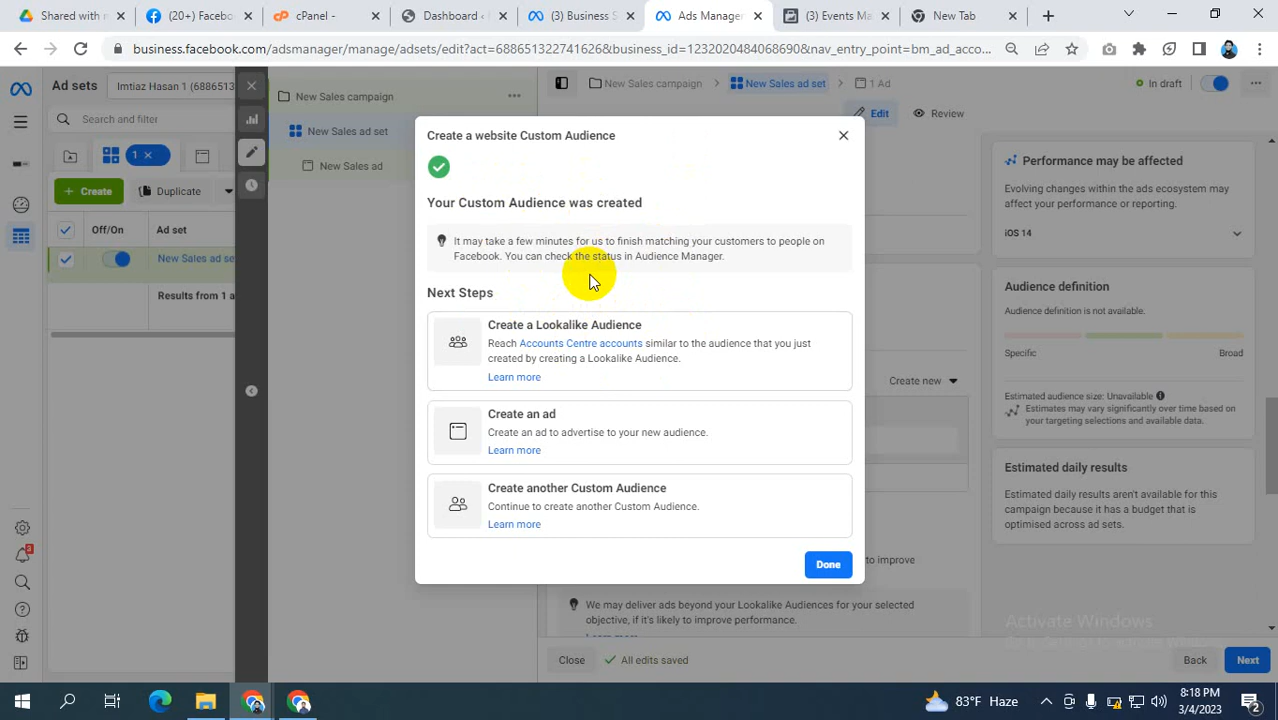 Shared with m
(20+) Facebo
cPanel -
Dashboard ‹
(3) Business S
Ads Manager
(3) Events Ma
New Tab
business.facebook.com/adsmanager/manage/adsets/edit?act=688651322741626&business_id=1232020484068690&nav_entry_point=bm_ad_acco...
Ad sets
Imtiaz Hasan 1 (6886513
Search and filter
1
Create
Duplicate
Off/On
Ad set
New Sales ad se
Results from 1 a
New Sales campaign
New Sales ad set
New Sales ad
New Sales campaign
New Sales ad set
1 Ad
In draft
Edit
Review
Create a website Custom Audience
Your Custom Audience was created
It may take a few minutes for us to finish matching your customers to people on
Facebook. You can check the status in Audience Manager.
Next Steps
Create a Lookalike Audience
Reach Accounts Centre accounts similar to the audience that you just
created by creating a Lookalike Audience.
Learn more
Create an ad
Create an ad to advertise to your new audience.
Learn more
Create another Custom Audience
Continue to create another Custom Audience.
Learn more
Done
Create new
to improve
We may deliver ads beyond your Lookalike Audiences for your selected
objective, if it's likely to improve performance.
Performance may be affected
Evolving changes within the ads ecosystem may
affect your performance or reporting.
iOS 14
Audience definition
Audience definition is not available.
Specific
Broad
Estimated audience size: Unavailable
Estimates may vary significantly over time based on
your targeting selections and available data.
Estimated daily results
Estimated daily results aren't available for this
campaign because it has a budget that is
optimised across ad sets.
Activate Windows
Close
All edits saved
Back
Next
3
83°F Haze
8:18 PM
3/4/2023
2